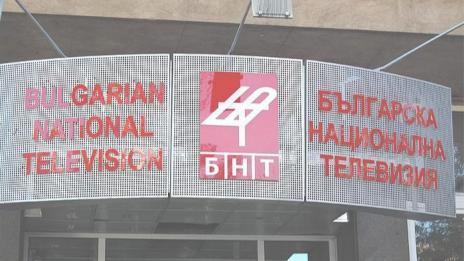 BULGARIAN
NATIONAL
TELEVISION
БНТ
БЪЛГАРСКА
НАЦИОНАЛНА
ТЕЛЕВИЗИЯ